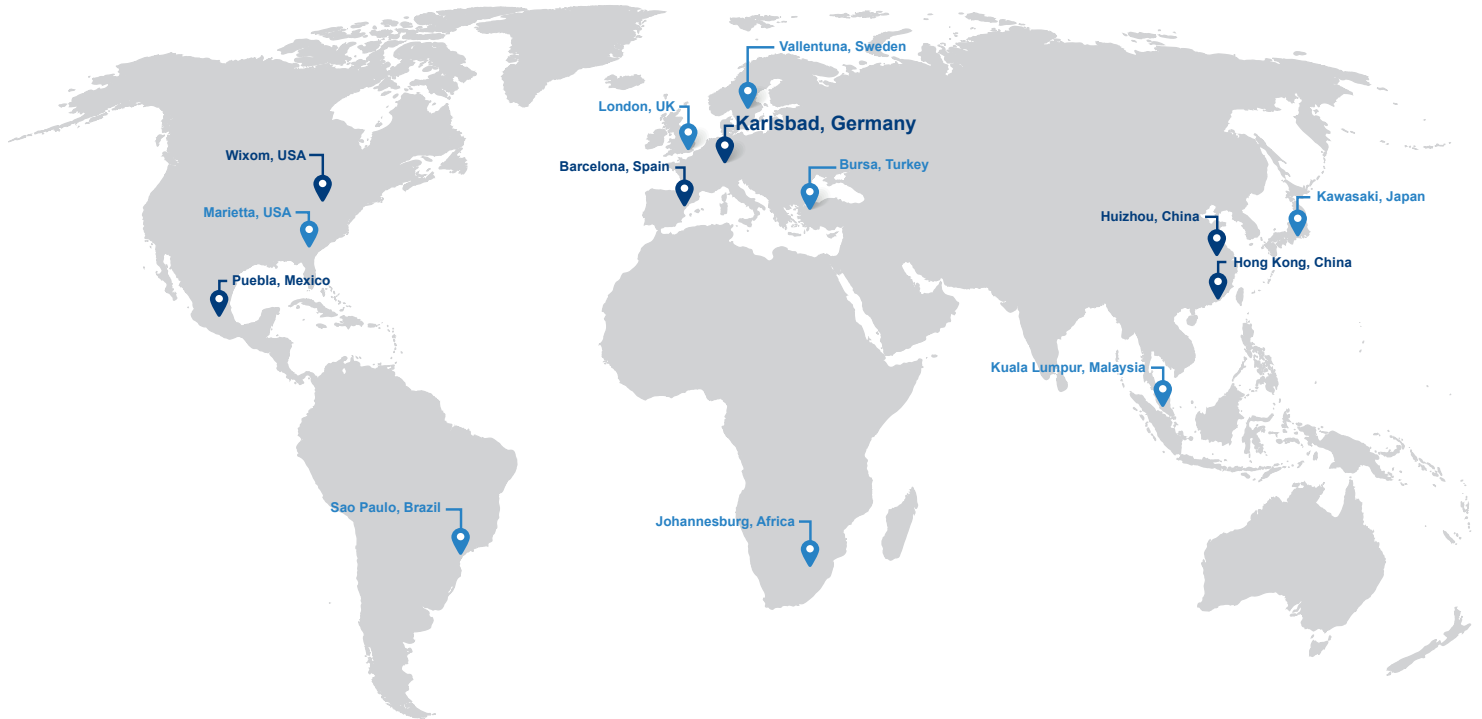 Vallentuna, Sweden
London, UK
Karlsbad, Germany
Wixom, USA
Barcelona, Spain
Bursa, Turkey
Kawasaki, Japan
Marietta, USA
Huizhou, China
Hong Kong, China
Puebla, Mexico
Kuala Lumpur, Malaysia
Sao Paulo, Brazil
Johannesburg, Africa